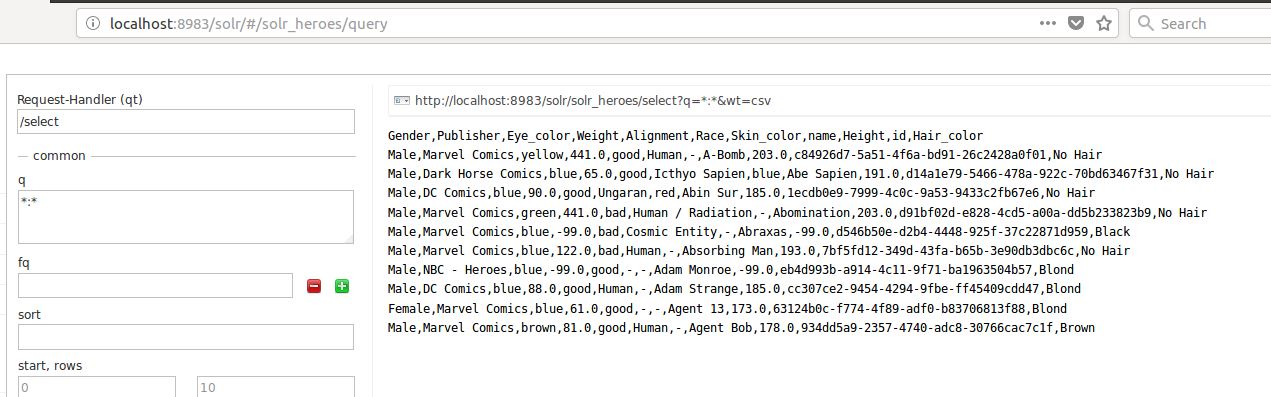 localhost:8983/solr/#/solr_heroes/query
Search
Request-Handler (qt)
/select
common
q
*:*
fq
sort
start, rows
0
10
http://localhost:8983/solr/solr_heroes/select?q=*:*&wt=csv
Gender,Publisher,Eye_color,Weight,Alignment,Race,Skin_color,name,Height,id,Hair_color
Male,Marvel Comics,yellow,441.0,good,Human,-,A-Bomb,203.0,c84926d7-5a51-4f6a-bd91-26c2428a0f01,No Hair
Male,Dark Horse Comics,blue,65.0,good,Icthyo Sapien,blue,Abe Sapien,191.0,d14a1e79-5466-478a-922c-70bd63467f31,No Hair
Male,DC Comics,blue,90.0,good,Ungaran,red,Abin Sur,185.0,1ecdb0e9-7999-4c0c-9a53-9433c2fb67e6,No Hair
Male,Marvel Comics,green,441.0,bad,Human / Radiation,-,Abomination,203.0,d91bf02d-e828-4cd5-a00a-dd5b233823b9,No Hair
Male,Marvel Comics,blue,-99.0,bad,Cosmic Entity,-,Abraxas,-99.0,d546b50e-d2b4-4448-925f-37c22871d959,Black
Male,Marvel Comics,blue,122.0,bad,Human,-,Absorbing Man,193.0,7bf5fd12-349d-43fa-b65b-3e90db3dbc6c,No Hair
Male,NBC - Heroes,blue,-99.0,good,-,-,Adam Monroe,-99.0,eb4d993b-a914-4c11-9f71-ba1963504b57,Blond
Male,DC Comics,blue,88.0,good,Human,-,Adam Strange,185.0,cc307ce2-9454-4294-9fbe-ff45409cdd47,Blond
Female,Marvel Comics,blue,61.0,good,-,-,Agent 13,173.0,63124b0c-f774-4f89-adf0-b83706813f88,Blond
Male,Marvel Comics,brown,81.0,good,Human,-,Agent Bob,178.0,934dd5a9-2357-4740-adc8-30766cac7c1f,Brown